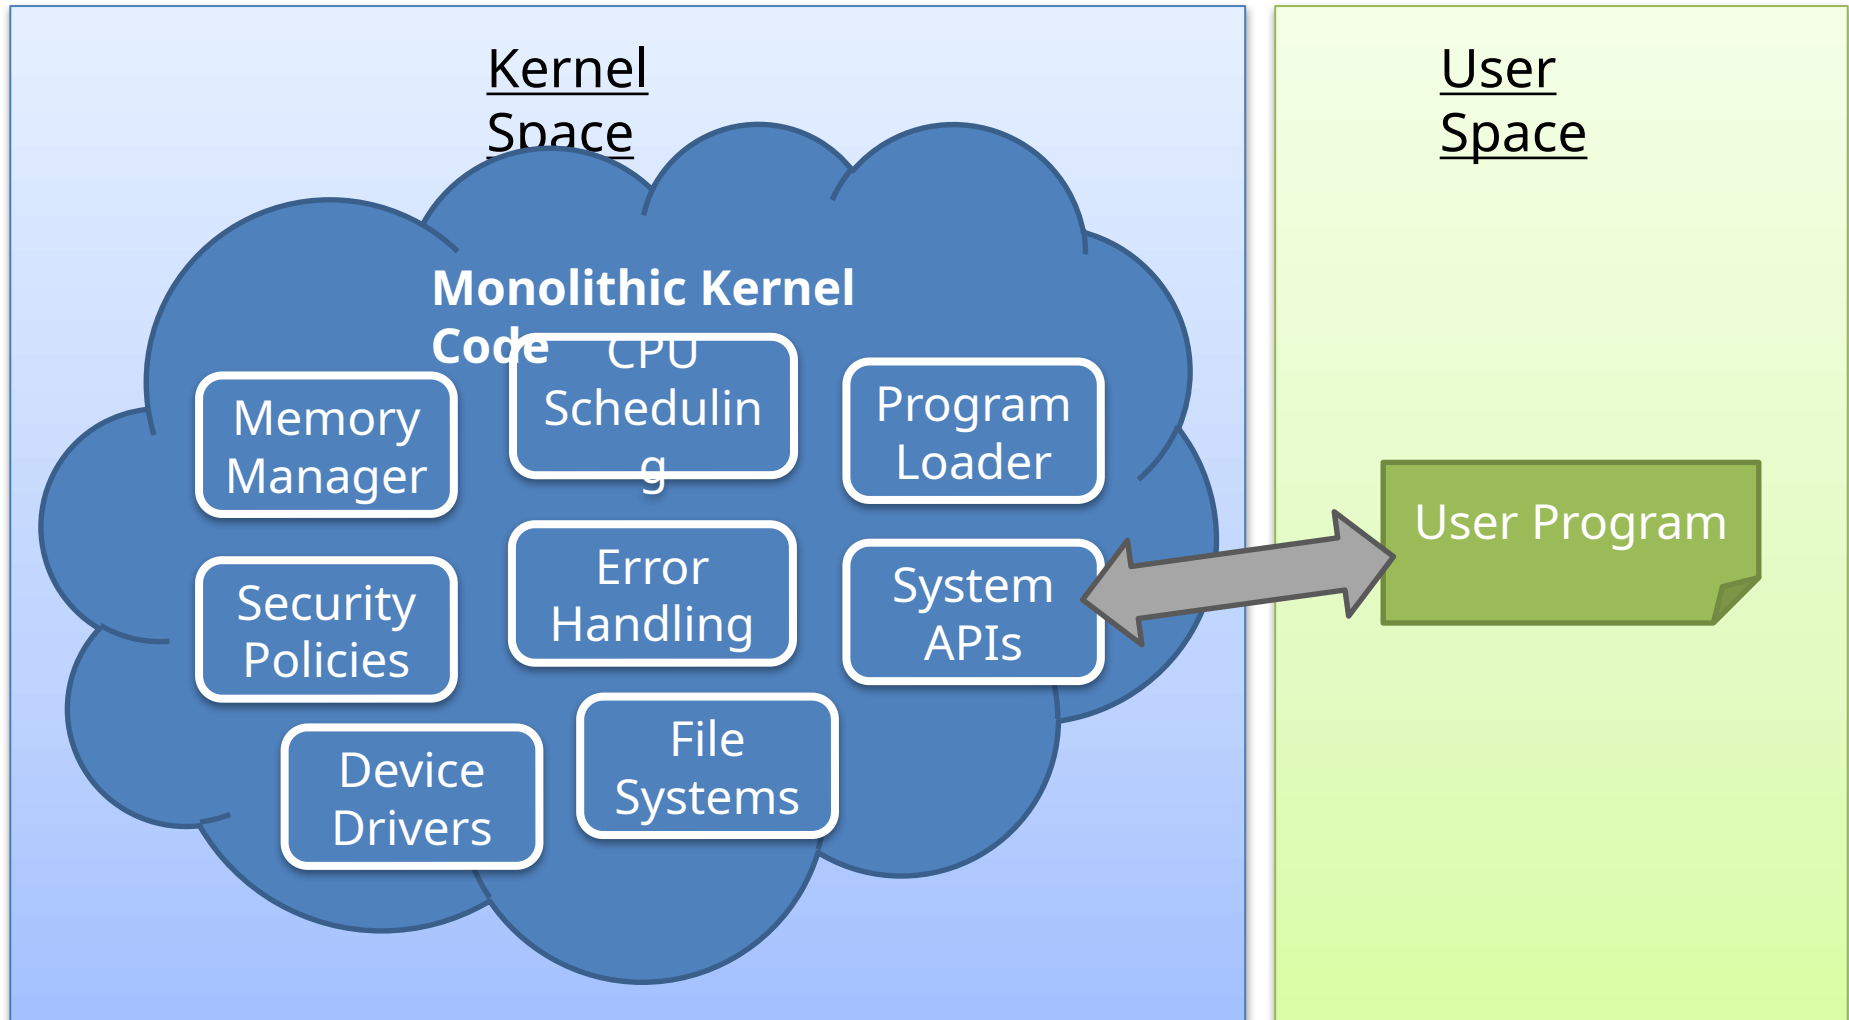 Kernel
Space
User
Space
Monolithic Kernel
Code
CPU
Schedulin
g
Memory
Manager
Program
Loader
Error
Handling
System
APIs
Security
Policies
User Program
Device
Drivers
File
Systems